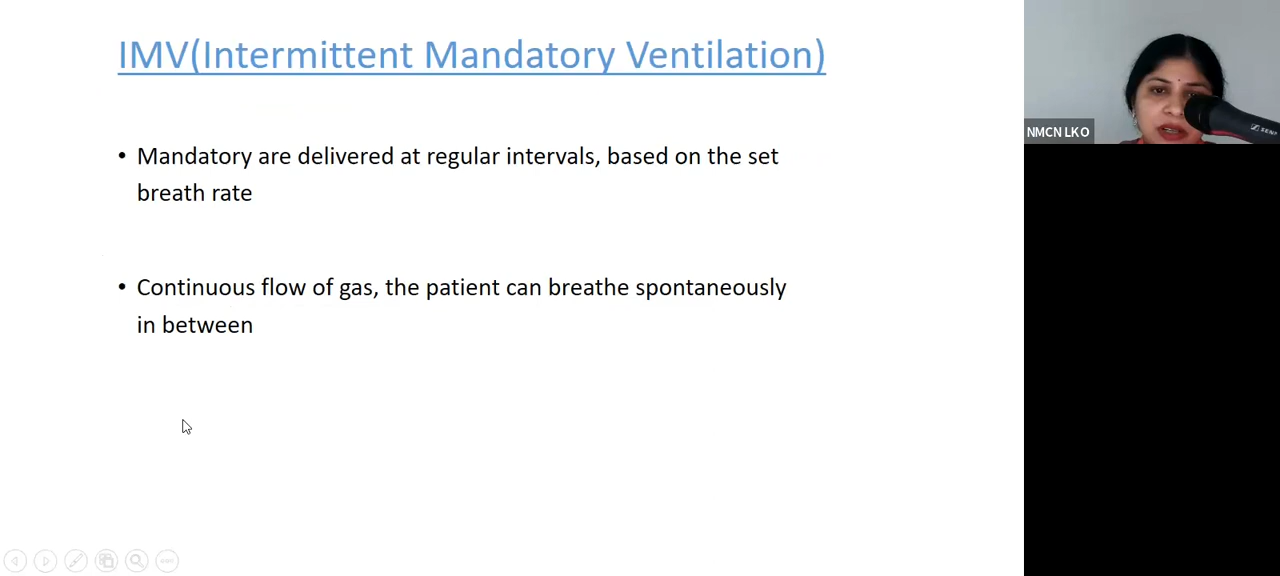 IMV(Intermittent Mandatory Ventilation)
• Mandatory are delivered at regular intervals, based on the set
breath rate
• Continuous flow of gas, the patient can breathe spontaneously
in between
NMCN LKO